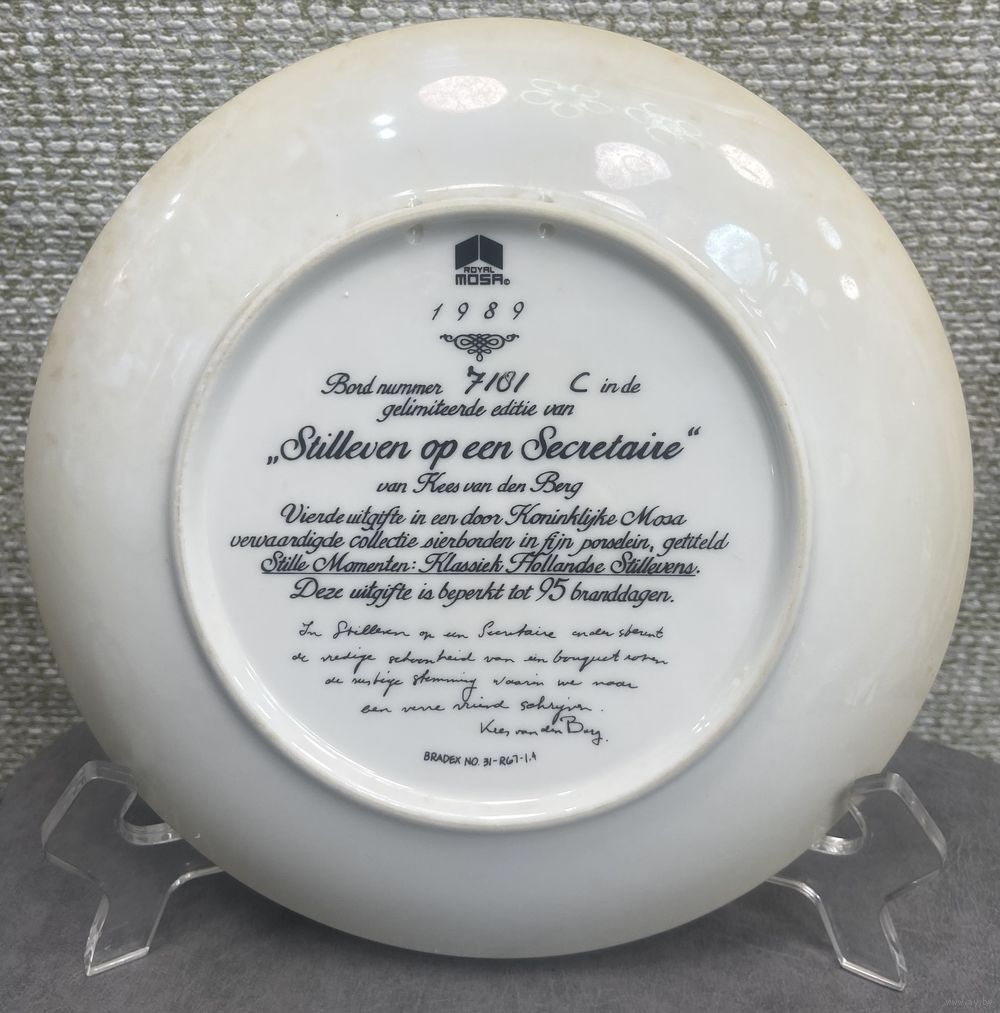 ROYAL
MOSA©
1989
Bord nummer 7101 C in de
gelimiteerde editie van
„Stilleven op een Secretaire“
van Kees van den Berg
Vierde uitgifte in een door Koninklijke Mosa
vervaardigde collectie sierborden in fijn porselein, getiteld
Stille Momenten: Klassiek Hollandse Stillevens.
Deze uitgifte is beperkt tot 95 branddagen.
In Stilleven op een Secretaire ondersteunt
de vredige schoonheid van een bouquet rozen
de rustige stemming waarin we naar
een verre vriend schrijven.
Kees van den Berg.
BRADEX NO. 31-R67-1.4